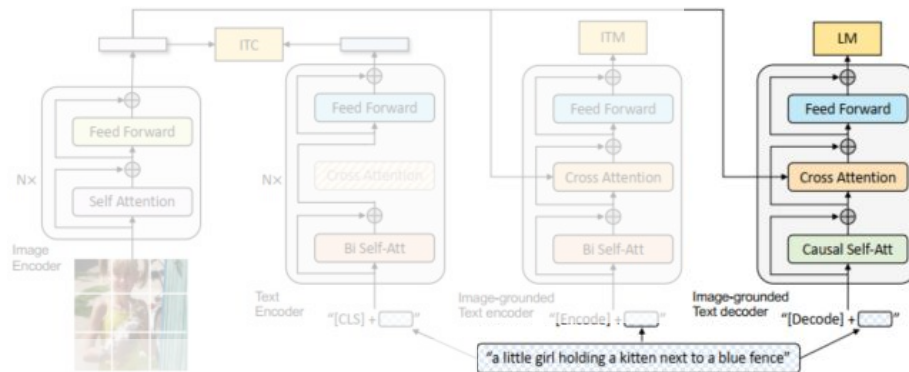 ITC
ITM
LM
Feed Forward
Feed Forward
Feed Forward
Feed Forward
N×
Self Attention
N×
Cross Attention
Cross Attention
Cross Attention
Bi Self-Att
Bi Self-Att
Causal Self-Att
Image
Encoder
Text
Encoder
"[CLS] + "
Image-grounded
Text encoder
"[Encode] + "
Image-grounded
Text decoder
"[Decode] + "
"a little girl holding a kitten next to a blue fence"